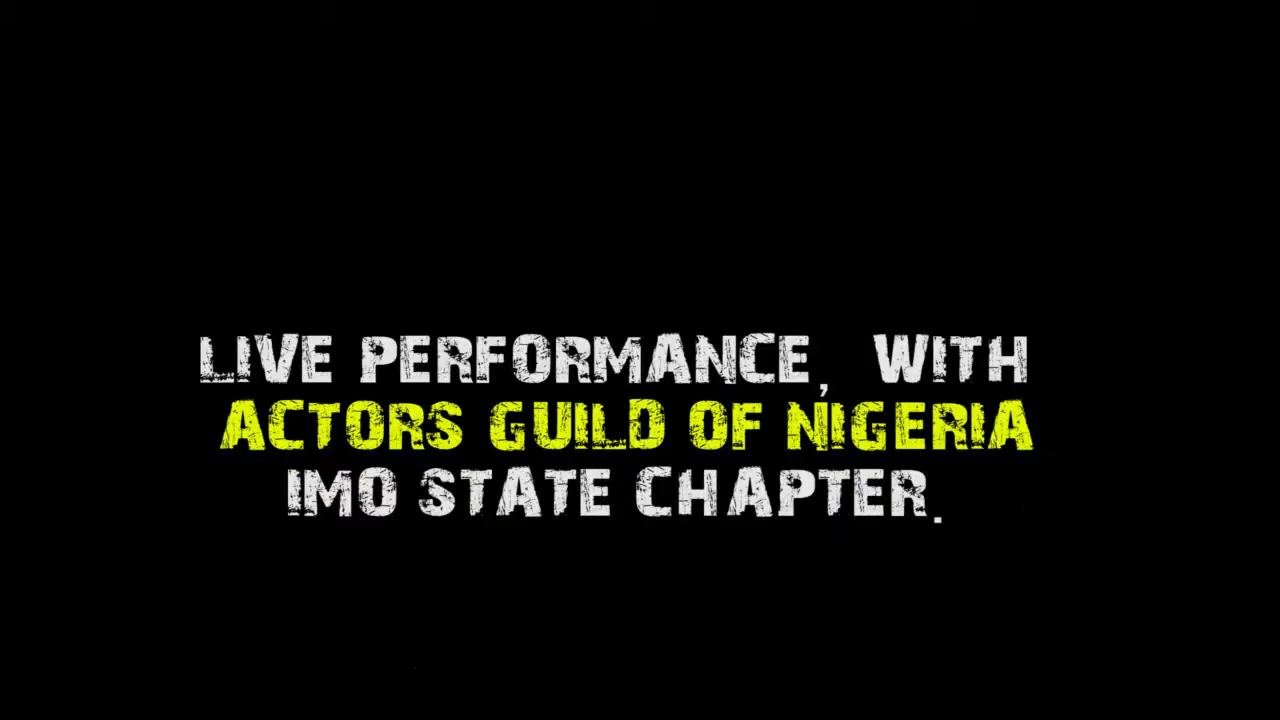 LIVE PERFORMANCE, WITH
ACTORS GUILD OF NIGERIA
IMO STATE CHAPTER.